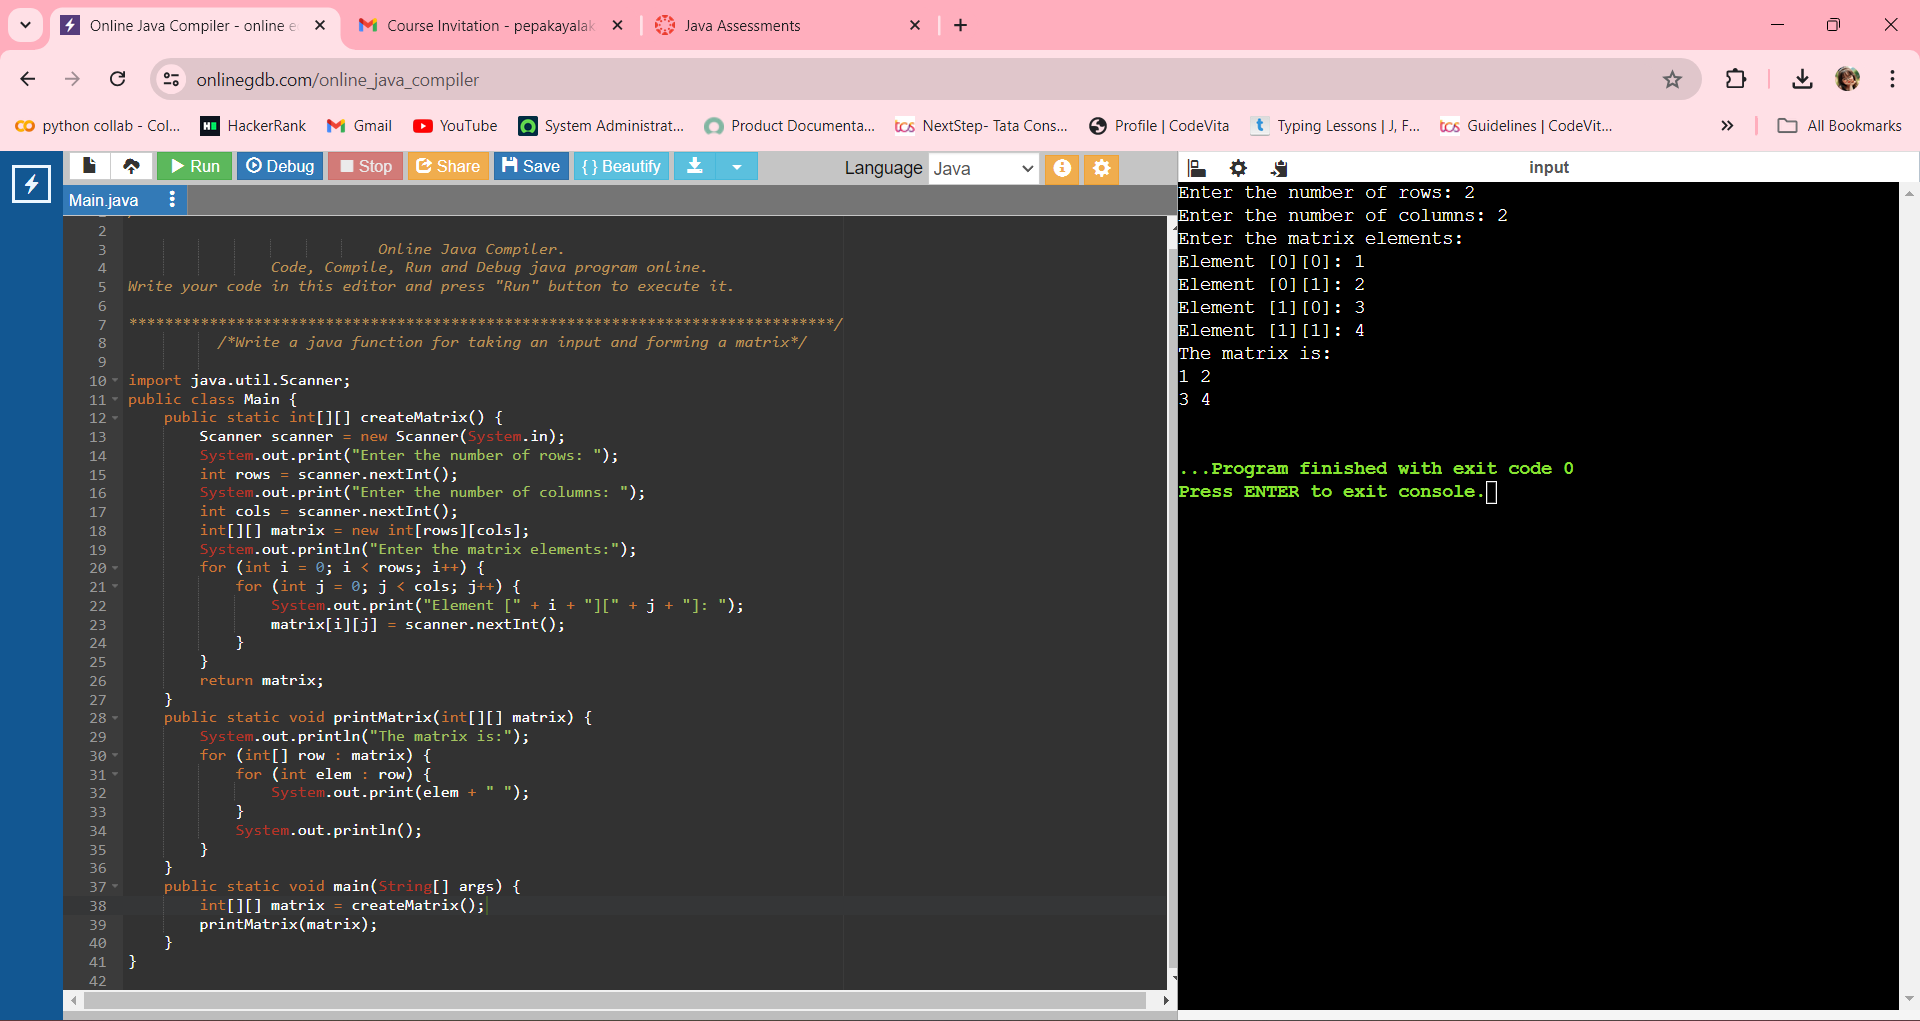 Online Java Compiler - online e
Course Invitation - pepakayalak
Java Assessments
onlinegdb.com/online_java_compiler
python collab - Col...
HackerRank
Gmail
YouTube
System Administrat...
Product Documenta...
NextStep- Tata Cons...
Profile | CodeVita
Typing Lessons | J, F...
Guidelines | CodeVit...
All Bookmarks
Run
Debug
Stop
Share
Save
{ } Beautify
Language Java
input
Main.java
2
3 Online Java Compiler.
4 Code, Compile, Run and Debug java program online.
5 Write your code in this editor and press "Run" button to execute it.
6
7 *******************************************************************************/
8 /*Write a java function for taking an input and forming a matrix*/
9
10 import java.util.Scanner;
11 public class Main {
12 public static int[][] createMatrix() {
13 Scanner scanner = new Scanner(System.in);
14 System.out.print("Enter the number of rows: ");
15 int rows = scanner.nextInt();
16 System.out.print("Enter the number of columns: ");
17 int cols = scanner.nextInt();
18 int[][] matrix = new int[rows][cols];
19 System.out.println("Enter the matrix elements:");
20 for (int i = 0; i < rows; i++) {
21 for (int j = 0; j < cols; j++) {
22 System.out.print("Element [" + i + "][" + j + "]: ");
23 matrix[i][j] = scanner.nextInt();
24 }
25 }
26 return matrix;
27 }
28 public static void printMatrix(int[][] matrix) {
29 System.out.println("The matrix is:");
30 for (int[] row : matrix) {
31 for (int elem : row) {
32 System.out.print(elem + " ");
33 }
34 System.out.println();
35 }
36 }
37 public static void main(String[] args) {
38 int[][] matrix = createMatrix();
39 printMatrix(matrix);
40 }
41 }
42
Enter the number of rows: 2
Enter the number of columns: 2
Enter the matrix elements:
Element [0][0]: 1
Element [0][1]: 2
Element [1][0]: 3
Element [1][1]: 4
The matrix is:
1 2
3 4
...Program finished with exit code 0
Press ENTER to exit console.